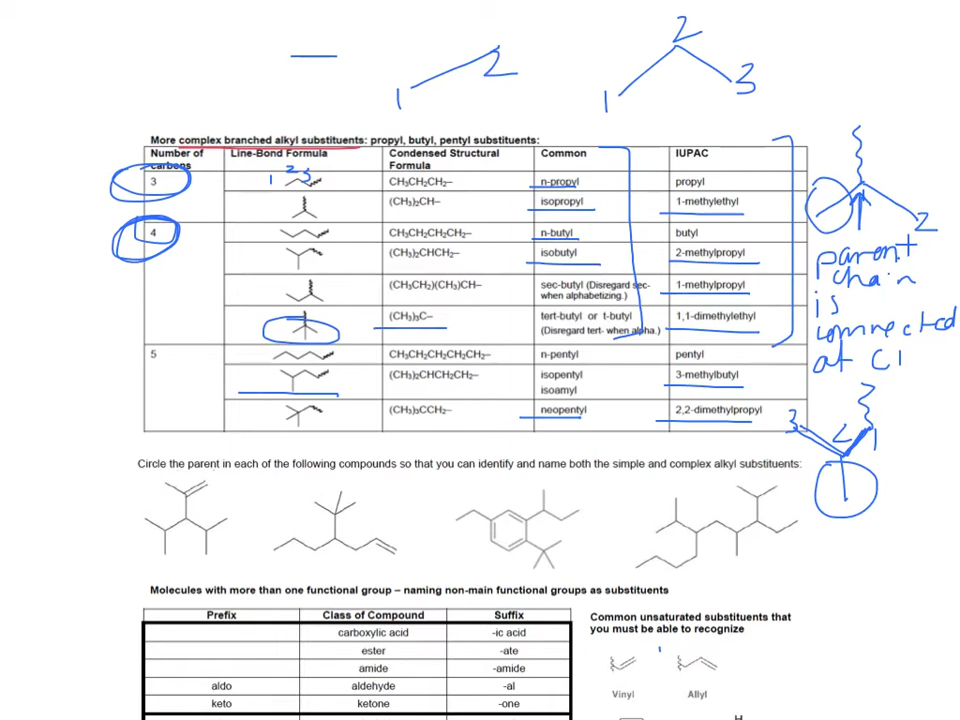 2
2
3
1
1
More complex branched alkyl substituents: propyl, butyl, pentyl substituents:
Number of carbons Line-Bond Formula Condensed Structural Formula Common IUPAC
3 1 2 3 CH3CH2CH2– n-propyl propyl
(CH3)2CH- isopropyl 1-methylethyl
4 CH3CH2CH2CH2– n-butyl butyl
(CH3)2CHCH2– isobutyl 2-methylpropyl
(CH3CH2)(CH3)CH– sec-butyl (Disregard sec- when alphabetizing.) 1-methylpropyl
(CH3)3C– tert-butyl or t-butyl (Disregard tert- when alpha.) 1,1-dimethylethyl
5 CH3CH2CH2CH2CH2– n-pentyl pentyl
(CH3)2CHCH2CH2– isopentyl isoamyl 3-methylbutyl
(CH3)3CCH2– neopentyl 2,2-dimethylpropyl
2
parent
chain
is
connected
at C1
3 2 1
Circle the parent in each of the following compounds so that you can identify and name both the simple and complex alkyl substituents:
Molecules with more than one functional group – naming non-main functional groups as substituents
Prefix Class of Compound Suffix
carboxylic acid -ic acid
ester -ate
amide -amide
aldo aldehyde -al
keto ketone -one
Common unsaturated substituents that
you must be able to recognize
Vinyl Allyl
H